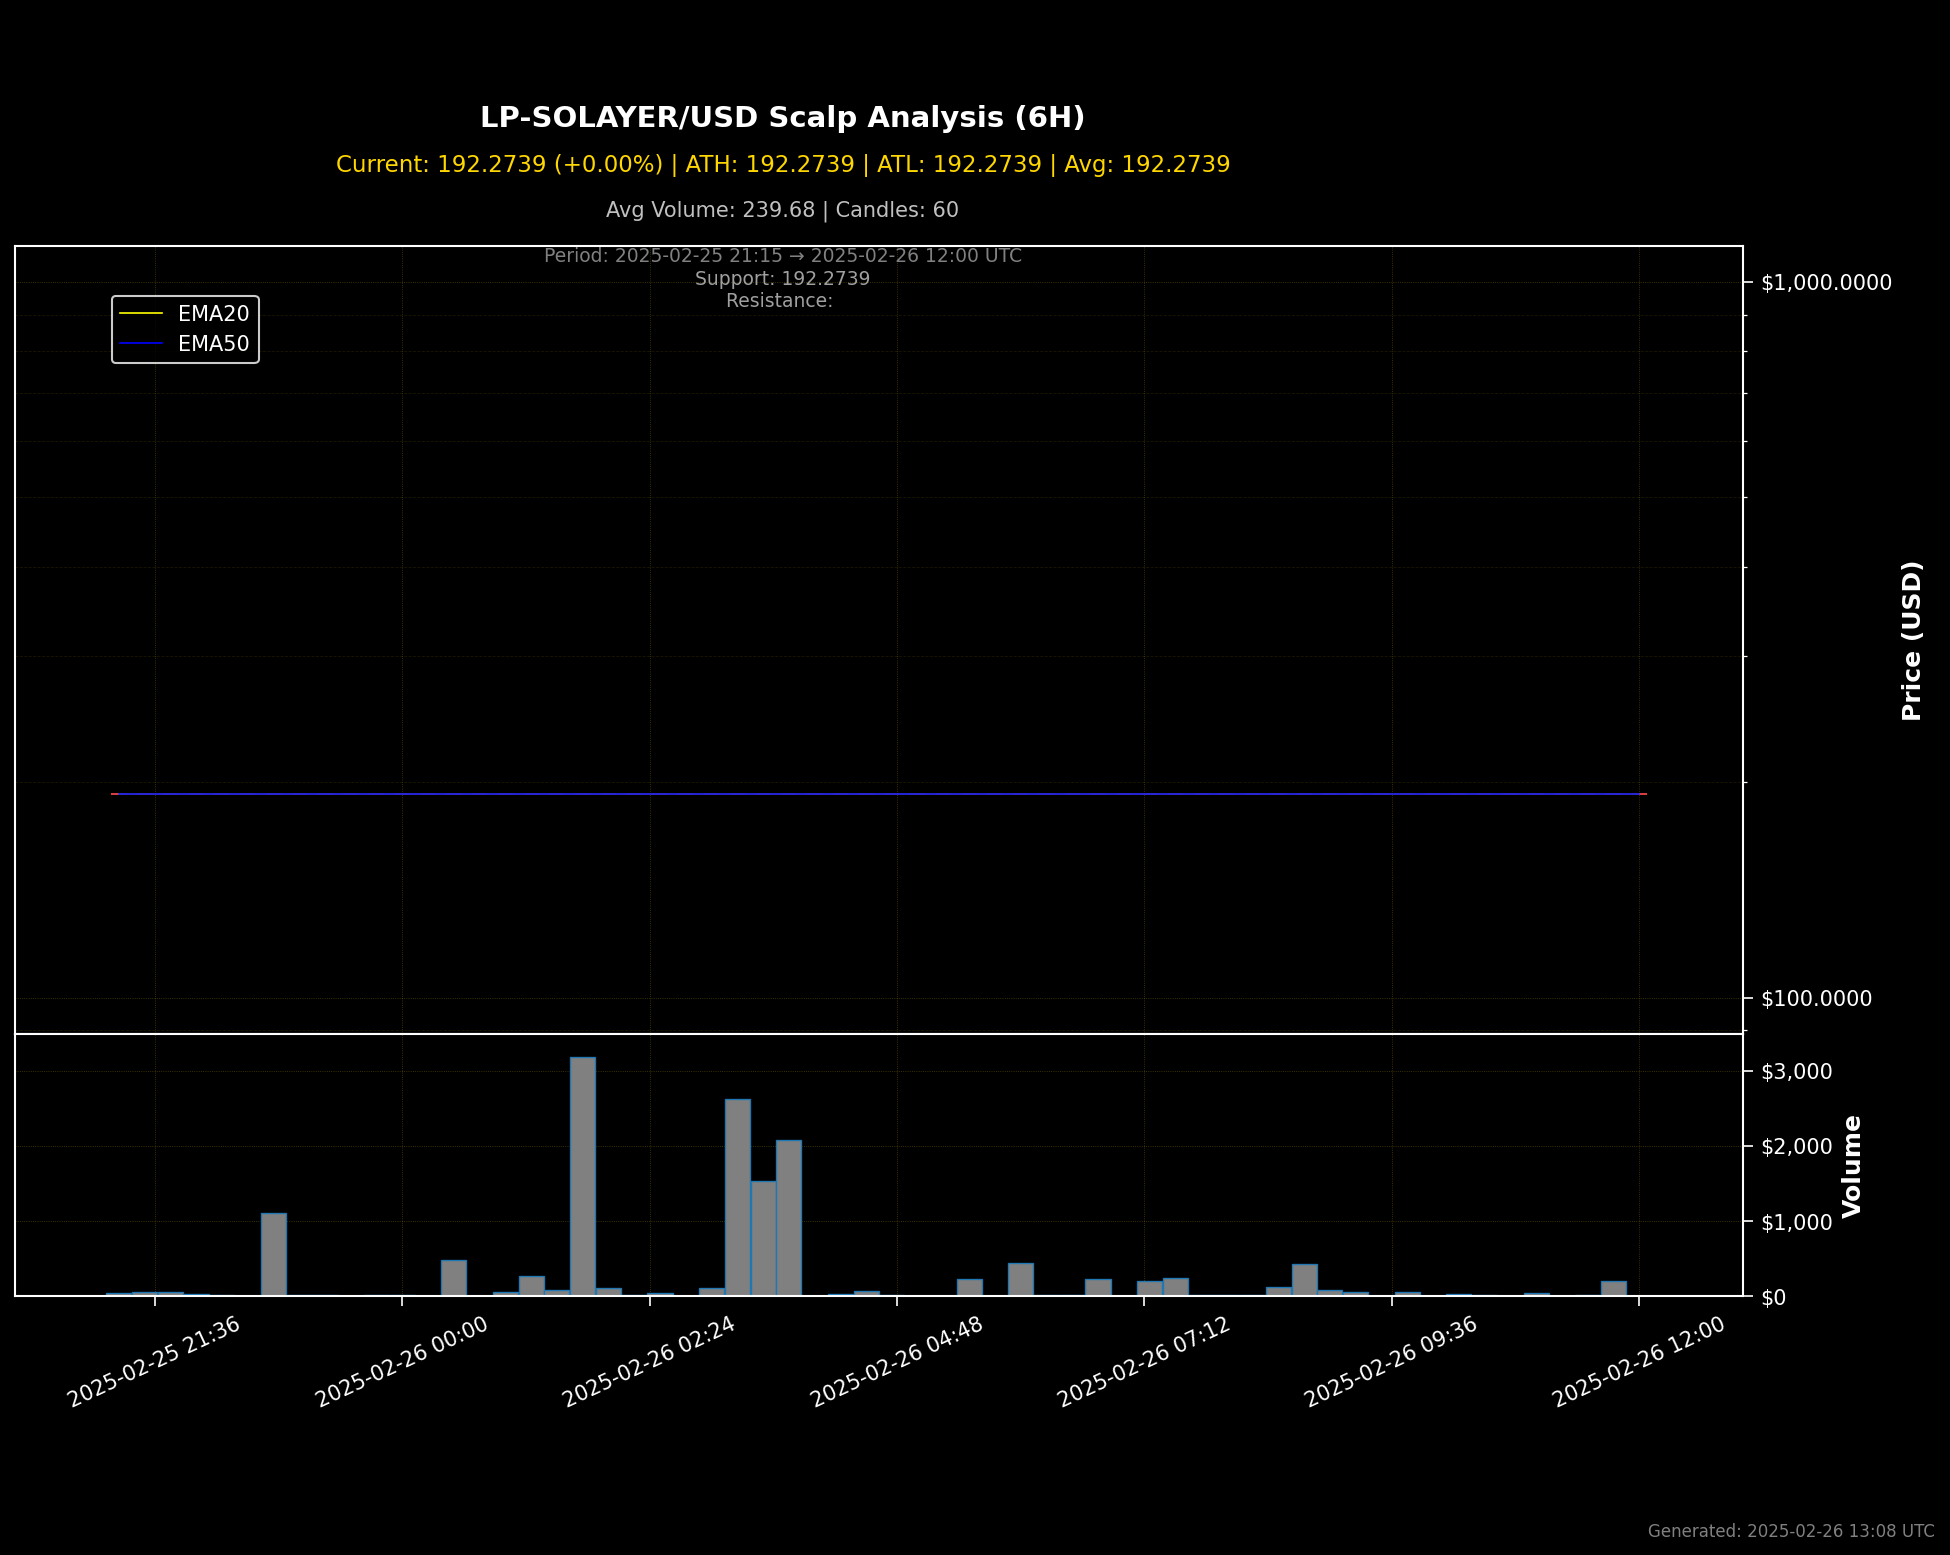 LP-SOLAYER/USD Scalp Analysis (6H)
Current: 192.2739 (+0.00%) | ATH: 192.2739 | ATL: 192.2739 | Avg: 192.2739
Avg Volume: 239.68 | Candles: 60
Period: 2025-02-25 21:15 → 2025-02-26 12:00 UTC
Support: 192.2739
Resistance:
EMA20
EMA50
$1,000.0000
Price (USD)
$100.0000
$3,000
$2,000
$1,000
$0
Volume
2025-02-25 21:36
2025-02-26 00:00
2025-02-26 02:24
2025-02-26 04:48
2025-02-26 07:12
2025-02-26 09:36
2025-02-26 12:00
Generated: 2025-02-26 13:08 UTC